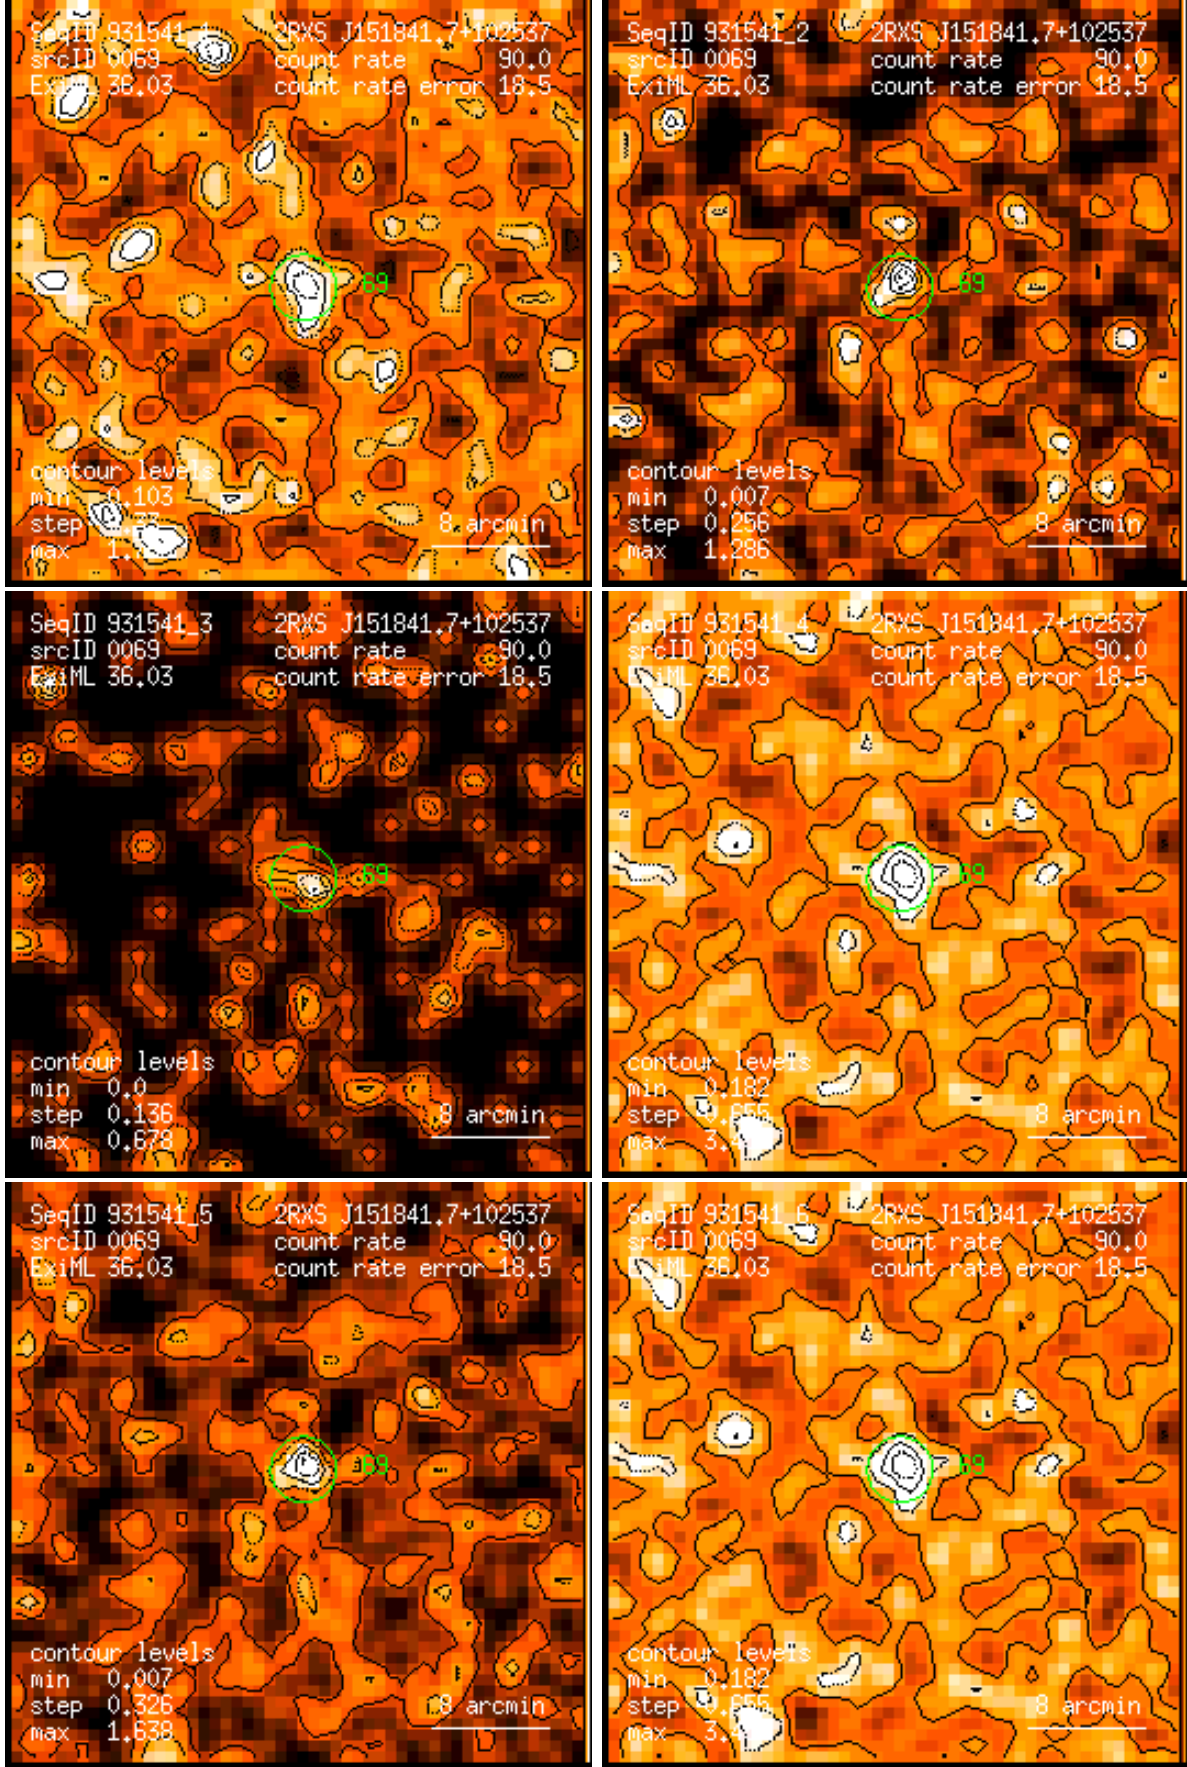 SeqID 931541_1 2RXS J151841.7+102537
srcID 0069 count rate 90.0
ExiML 36.03 count rate error 18.5
69
contour levels
min 0.103
step
max
8 arcmin
SeqID 931541_2 2RXS J151841.7+102537
srcID 0069 count rate 90.0
ExiML 36.03 count rate error 18.5
69
contour levels
min 0.007
step 0.256
max 1.286
8 arcmin
SeqID 931541_3 2RXS J151841.7+102537
srcID 0069 count rate 90.0
ExiML 36.03 count rate error 18.5
69
contour levels
min 0.0
step 0.136
max 0.678
8 arcmin
SeqID 931541_4 2RXS J151841.7+102537
srcID 0069 count rate 90.0
ExiML 36.03 count rate error 18.5
69
contour levels
min 0.182
step 0.655
max
8 arcmin
SeqID 931541_5 2RXS J151841.7+102537
srcID 0069 count rate 90.0
ExiML 36.03 count rate error 18.5
69
contour levels
min 0.007
step 0.326
max 1.638
8 arcmin
SeqID 931541_6 2RXS J151841.7+102537
srcID 0069 count rate 90.0
ExiML 36.03 count rate error 18.5
69
contour levels
min 0.182
step 0.655
max
8 arcmin